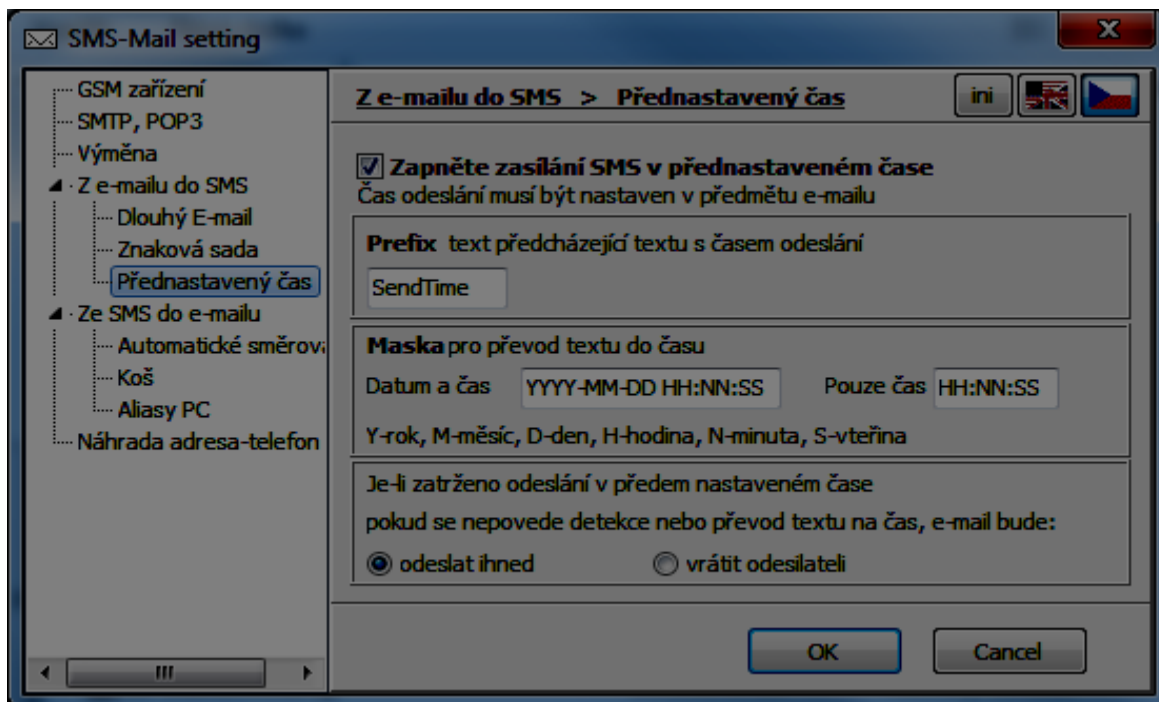 SMS-Mail setting
GSM zařízení
SMTP, POP3
Výměna
Z e-mailu do SMS
Dlouhý E-mail
Znaková sada
Přednastavený čas
Ze SMS do e-mailu
Automatické směrov
Koš
Aliasy PC
Náhrada adresa-telefon
Z e-mailu do SMS > Přednastavený čas
ini
Zapněte zasílání SMS v přednastaveném čase
Čas odeslání musí být nastaven v předmětu e-mailu
Prefix text předcházející textu s časem odeslání
SendTime
Maska pro převod textu do času
Datum a čas YYYY-MM-DD HH:NN:SS Pouze čas HH:NN:SS
Y-rok, M-měsíc, D-den, H-hodina, N-minuta, S-vteřina
Je-li zatrženo odeslání v předem nastaveném čase
pokud se nepovede detekce nebo převod textu na čas, e-mail bude:
odeslat ihned vrátit odesilateli
OK Cancel